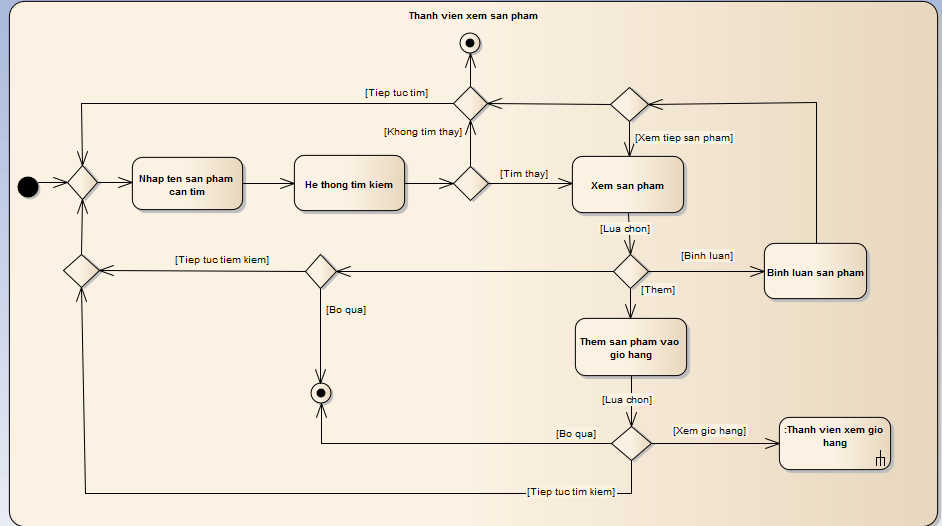 Thanh vien xem san pham
[Tiep tuc tim]
[Khong tim thay]
[Xem tiep san pham]
Nhap ten san pham
can tim
He thong tim kiem
[Tim thay]
Xem san pham
[Lua chon]
[Tiep tuc tiem kiem]
[Binh luan]
Binh luan san pham
[Them]
[Bo qua]
Them san pham vao
gio hang
[Lua chon]
[Bo qua]
[Xem gio hang]
:Thanh vien xem gio
hang
[Tiep tuc tim kiem]